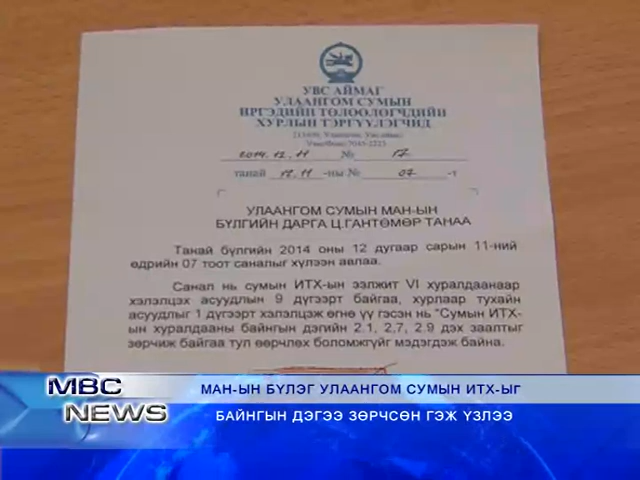 УВС АЙМАГ
УЛААНГОМ СУМЫН
ИРГЭДИЙН ТӨЛӨӨЛӨГЧДИЙН
ХУРЛЫН ТЭРГҮҮЛЭГЧИД
2014.12.11 № 17
танай 12.11 -ны № 07 -т
УЛААНГОМ СУМЫН МАН-ЫН
БҮЛГИЙН ДАРГА Ц.ГАНТӨМӨР ТАНАА
Танай бүлгийн 2014 оны 12 дугаар сарын 11-ний
өдрийн 07 тоот саналыг хүлээн авлаа.
Санал нь сумын ИТХ-ын ээлжит VI хуралдаанаар
хэлэлцэх асуудлын 9 дүгээрт байгаа, хурлаар тухайн
асуудлыг 1 дүгээрт хэлэлцэж өгнө үү гэсэн нь "Сумын ИТХ-
ын хуралдааны байнгын дэгийн 2.1, 2,7, 2.9 дэх заалтыг
зөрчиж байгаа тул өөрчлөх боломжгүйг мэдэгдэж байна.
MBC
NEWS
МАН-ЫН БҮЛЭГ УЛААНГОМ СУМЫН ИТХ-ЫГ
БАЙНГЫН ДЭГЭЭ ЗӨРЧСӨН ГЭЖ ҮЗЛЭЭ